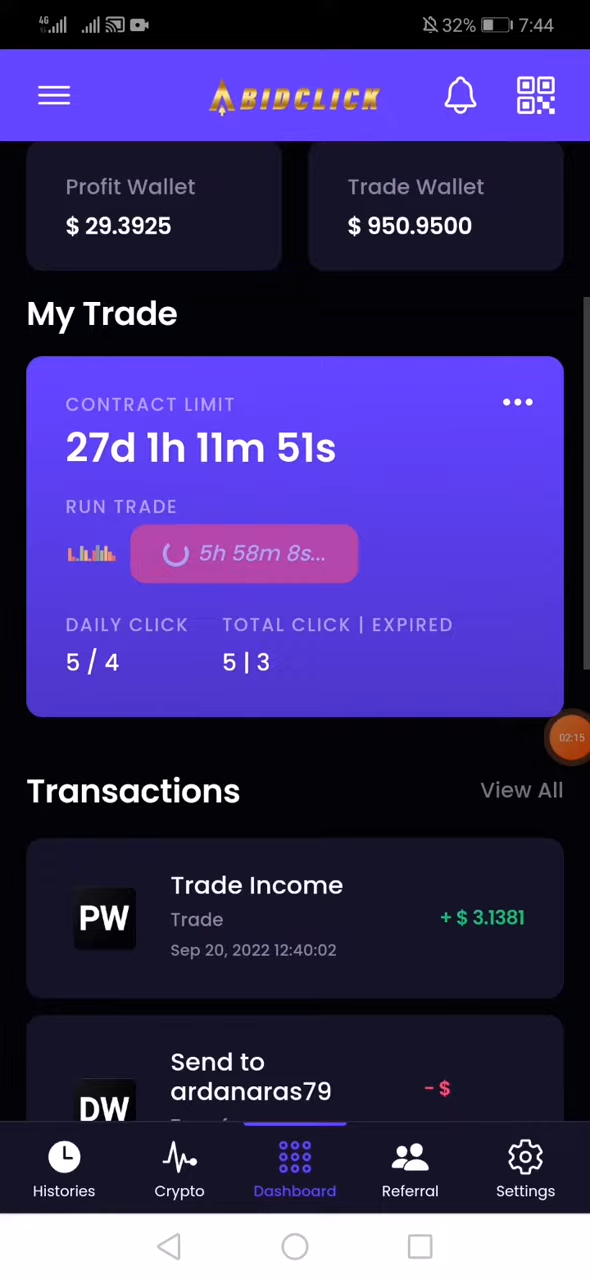 4G 32% 7:44
ABIDCLICK
Profit Wallet Trade Wallet
$ 29.3925 $ 950.9500
My Trade
CONTRACT LIMIT
27d 1h 11m 51s
RUN TRADE
5h 58m 8s...
DAILY CLICK TOTAL CLICK | EXPIRED
5 / 4 5 | 3
02:15
Transactions View All
PW
Trade Income
Trade + $ 3.1381
Sep 20, 2022 12:40:02
Send to
ardanaras79 - $
DW
Histories Crypto Dashboard Referral Settings